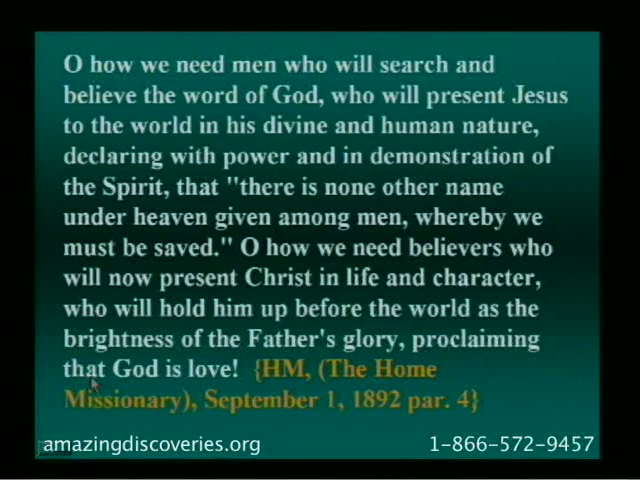 O how we need men who will search and
believe the word of God, who will present Jesus
to the world in his divine and human nature,
declaring with power and in demonstration of
the Spirit, that "there is none other name
under heaven given among men, whereby we
must be saved." O how we need believers who
will now present Christ in life and character,
who will hold him up before the world as the
brightness of the Father's glory, proclaiming
that God is love! {HM, (The Home
Missionary), September 1, 1892 par. 4}
amazingdiscoveries.org 1-866-572-9457